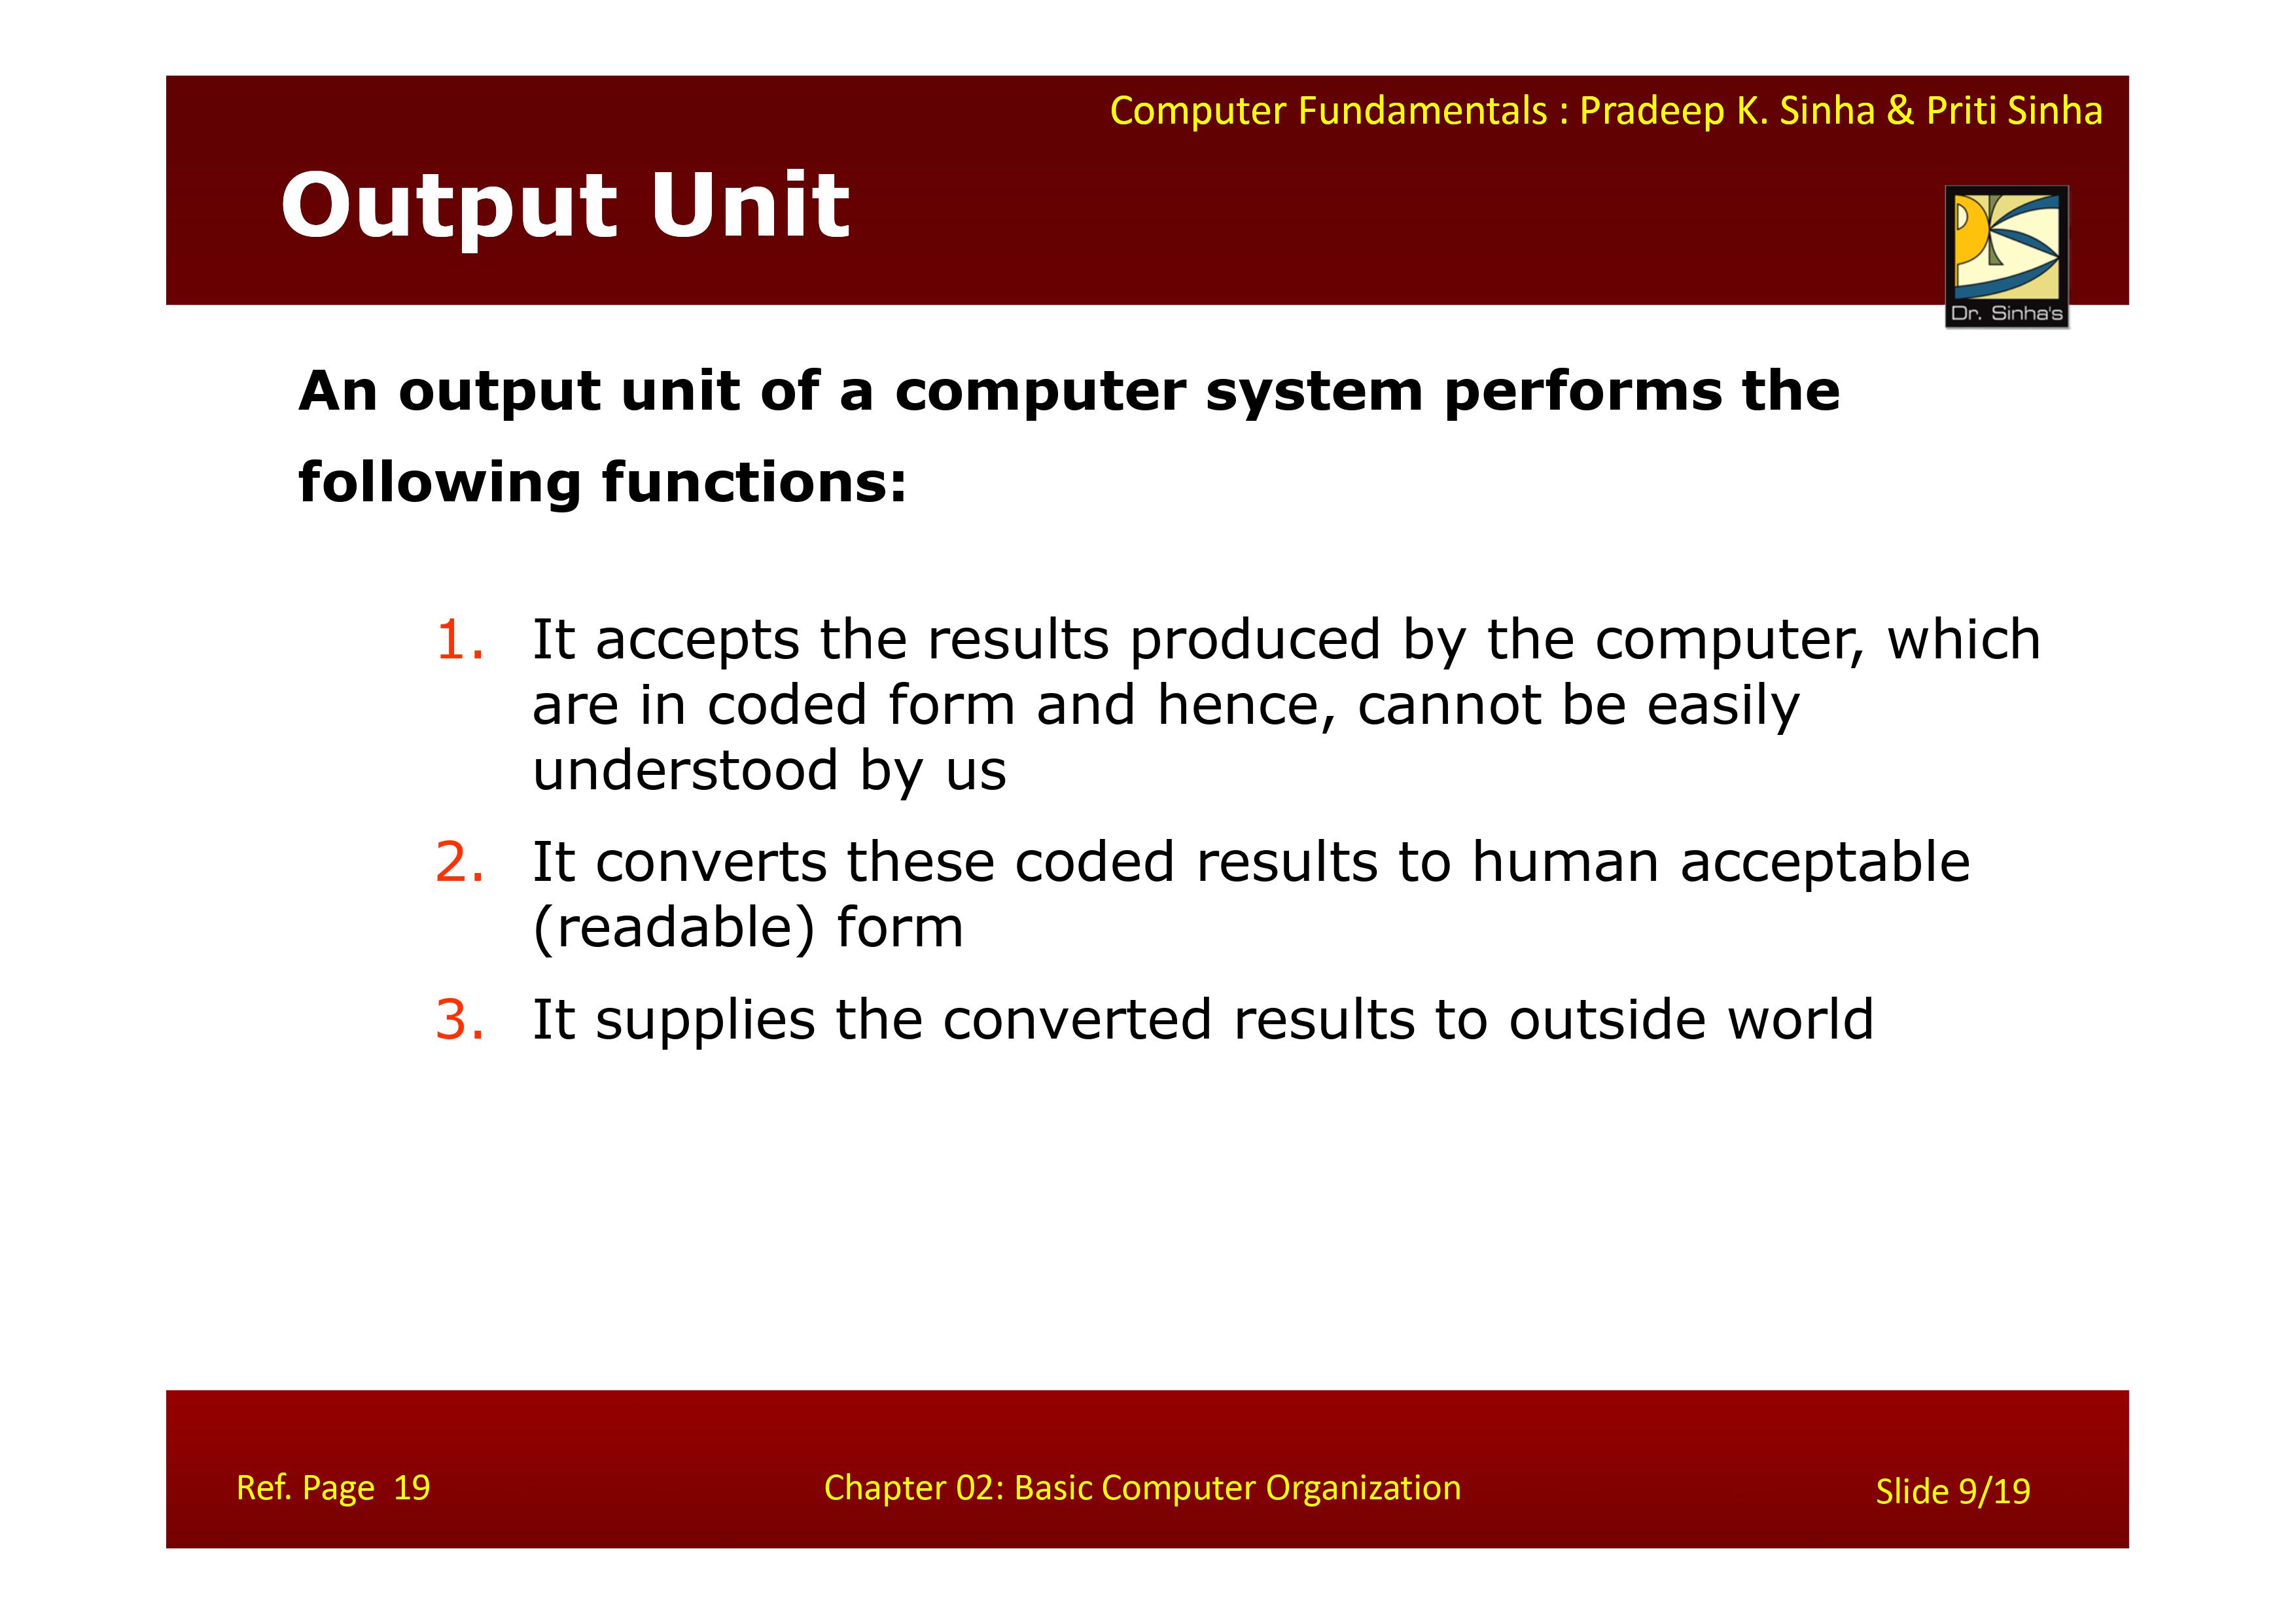 Computer Fundamentals : Pradeep K. Sinha & Priti Sinha
Output Unit
Dr. Sinha's
An output unit of a computer system performs the
following functions:
1. It accepts the results produced by the computer, which
are in coded form and hence, cannot be easily
understood by us
2. It converts these coded results to human acceptable
(readable) form
3. It supplies the converted results to outside world
Ref. Page 19
Chapter 02: Basic Computer Organization
Slide 9/19